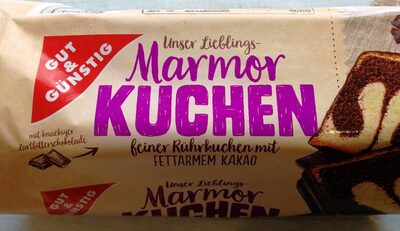 GUT
&
GÜNSTIG
Unser Lieblings-
Marmor
KUCHEN
feiner Rührkuchen mit
FETTARMEM KAKAO
mit knackiger
Zartbitterschokolade
GUT
&
GÜNSTIG
Unser Lieblings-
Marmor
KUCHEN